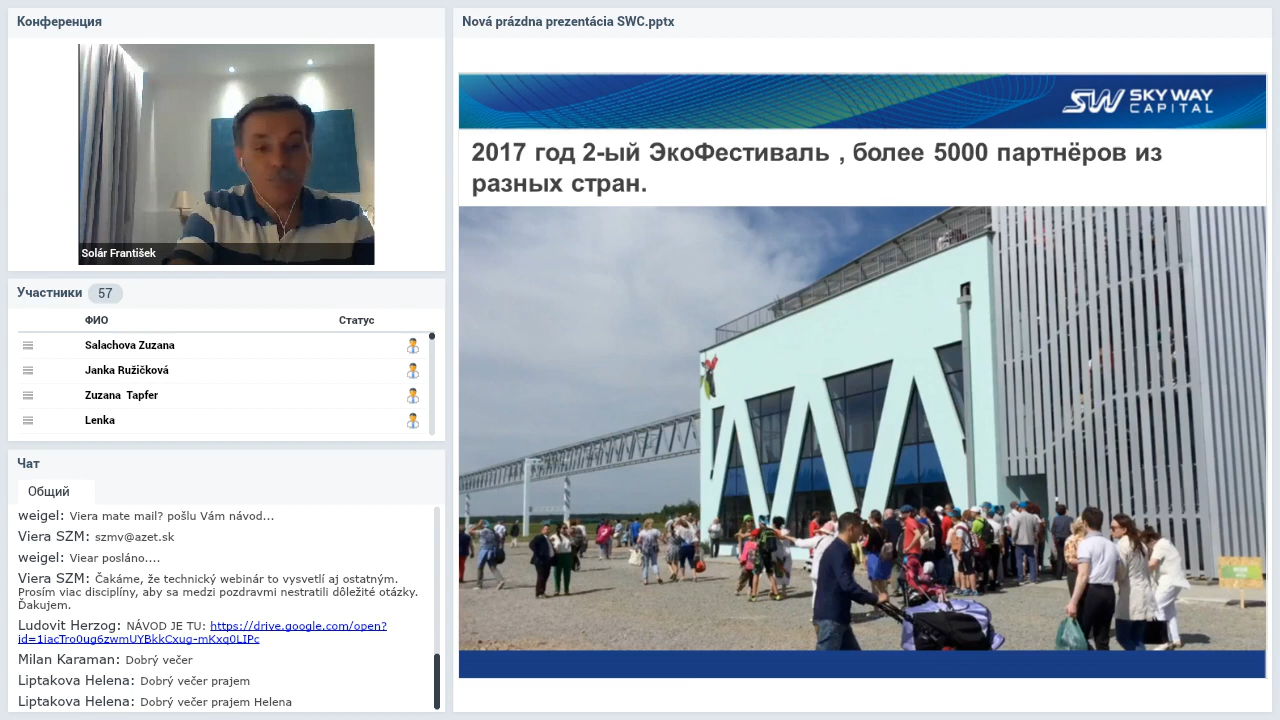 Конференция
Solár František
Участники 57
ФИО Статус
Salachova Zuzana
Janka Ružičková
Zuzana Tapfer
Lenka
Чат
Общий
weigel: Viera mate mail? pošlu Vám návod...
Viera SZM: szmv@azet.sk
weigel: Viear posláno....
Viera SZM: Čakáme, že technický webinár to vysvetlí aj ostatným.
Prosím viac disciplíny, aby sa medzi pozdravmi nestratili dôležité otázky.
Ďakujem.
Ludovit Herzog: NÁVOD JE TU: https://drive.google.com/open?
id=1iacTro0ug6zwmUYBkkCxug-mKxq0LIPc
Milan Karaman: Dobrý večer
Liptakova Helena: Dobrý večer prajem
Liptakova Helena: Dobrý večer prajem Helena
Nová prázdna prezentácia SWC.pptx
SW SKY WAY
CAPITAL
2017 год 2-ый ЭкоФестиваль , более 5000 партнёров из
разных стран.